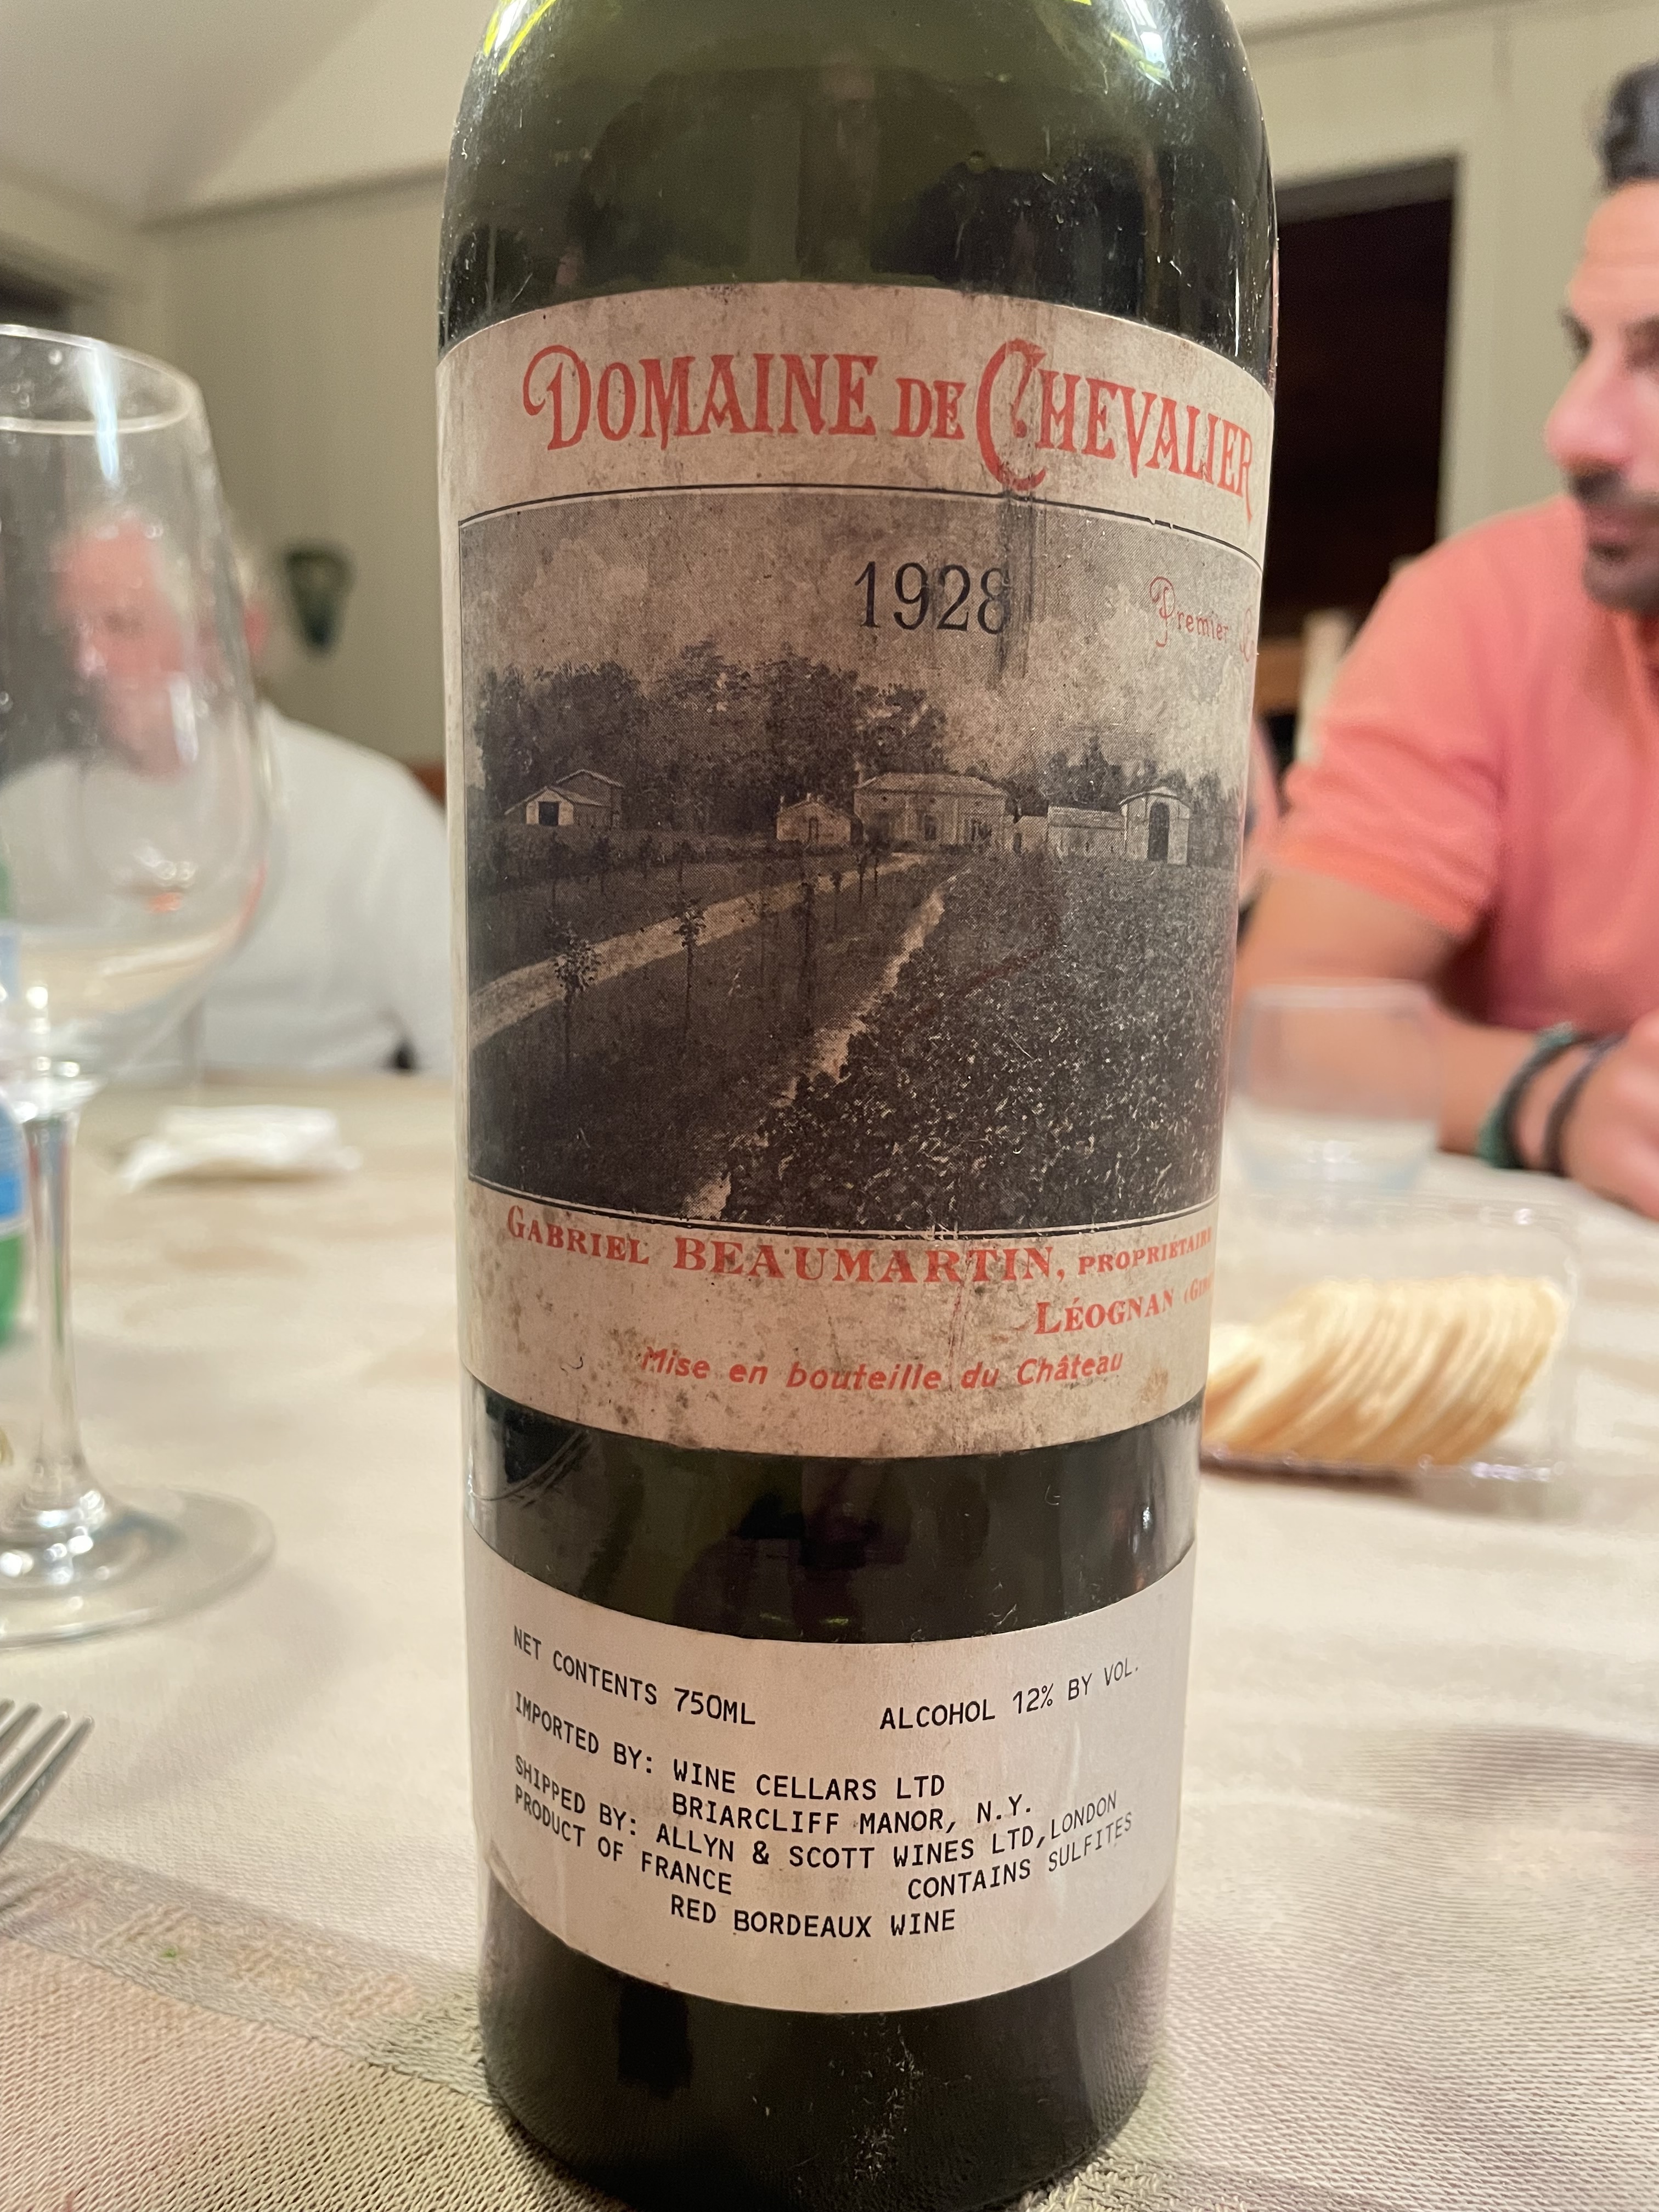 DOMAINE DE CHEVALIER
1928
Premier
GABRIEL BEAUMARTIN, PROPRIETAIRE
LÉOGNAN
Mise en bouteille du Château
NET CONTENTS 750ML ALCOHOL 12% BY VOL.
IMPORTED BY: WINE CELLARS LTD
BRIARCLIFF MANOR, N.Y.
SHIPPED BY: ALLYN & SCOTT WINES LTD, LONDON
PRODUCT OF FRANCE CONTAINS SULFITES
RED BORDEAUX WINE